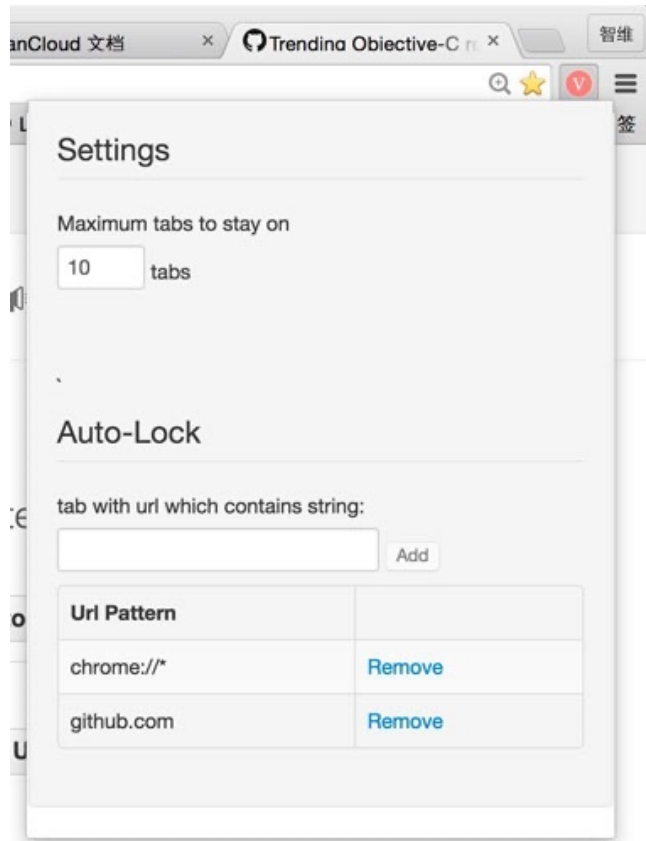 anCloud 文档
Trending Objective-C r
智维
签
Settings
Maximum tabs to stay on
10 tabs
Auto-Lock
tab with url which contains string:
Add
Url Pattern
chrome://*
Remove
github.com
Remove